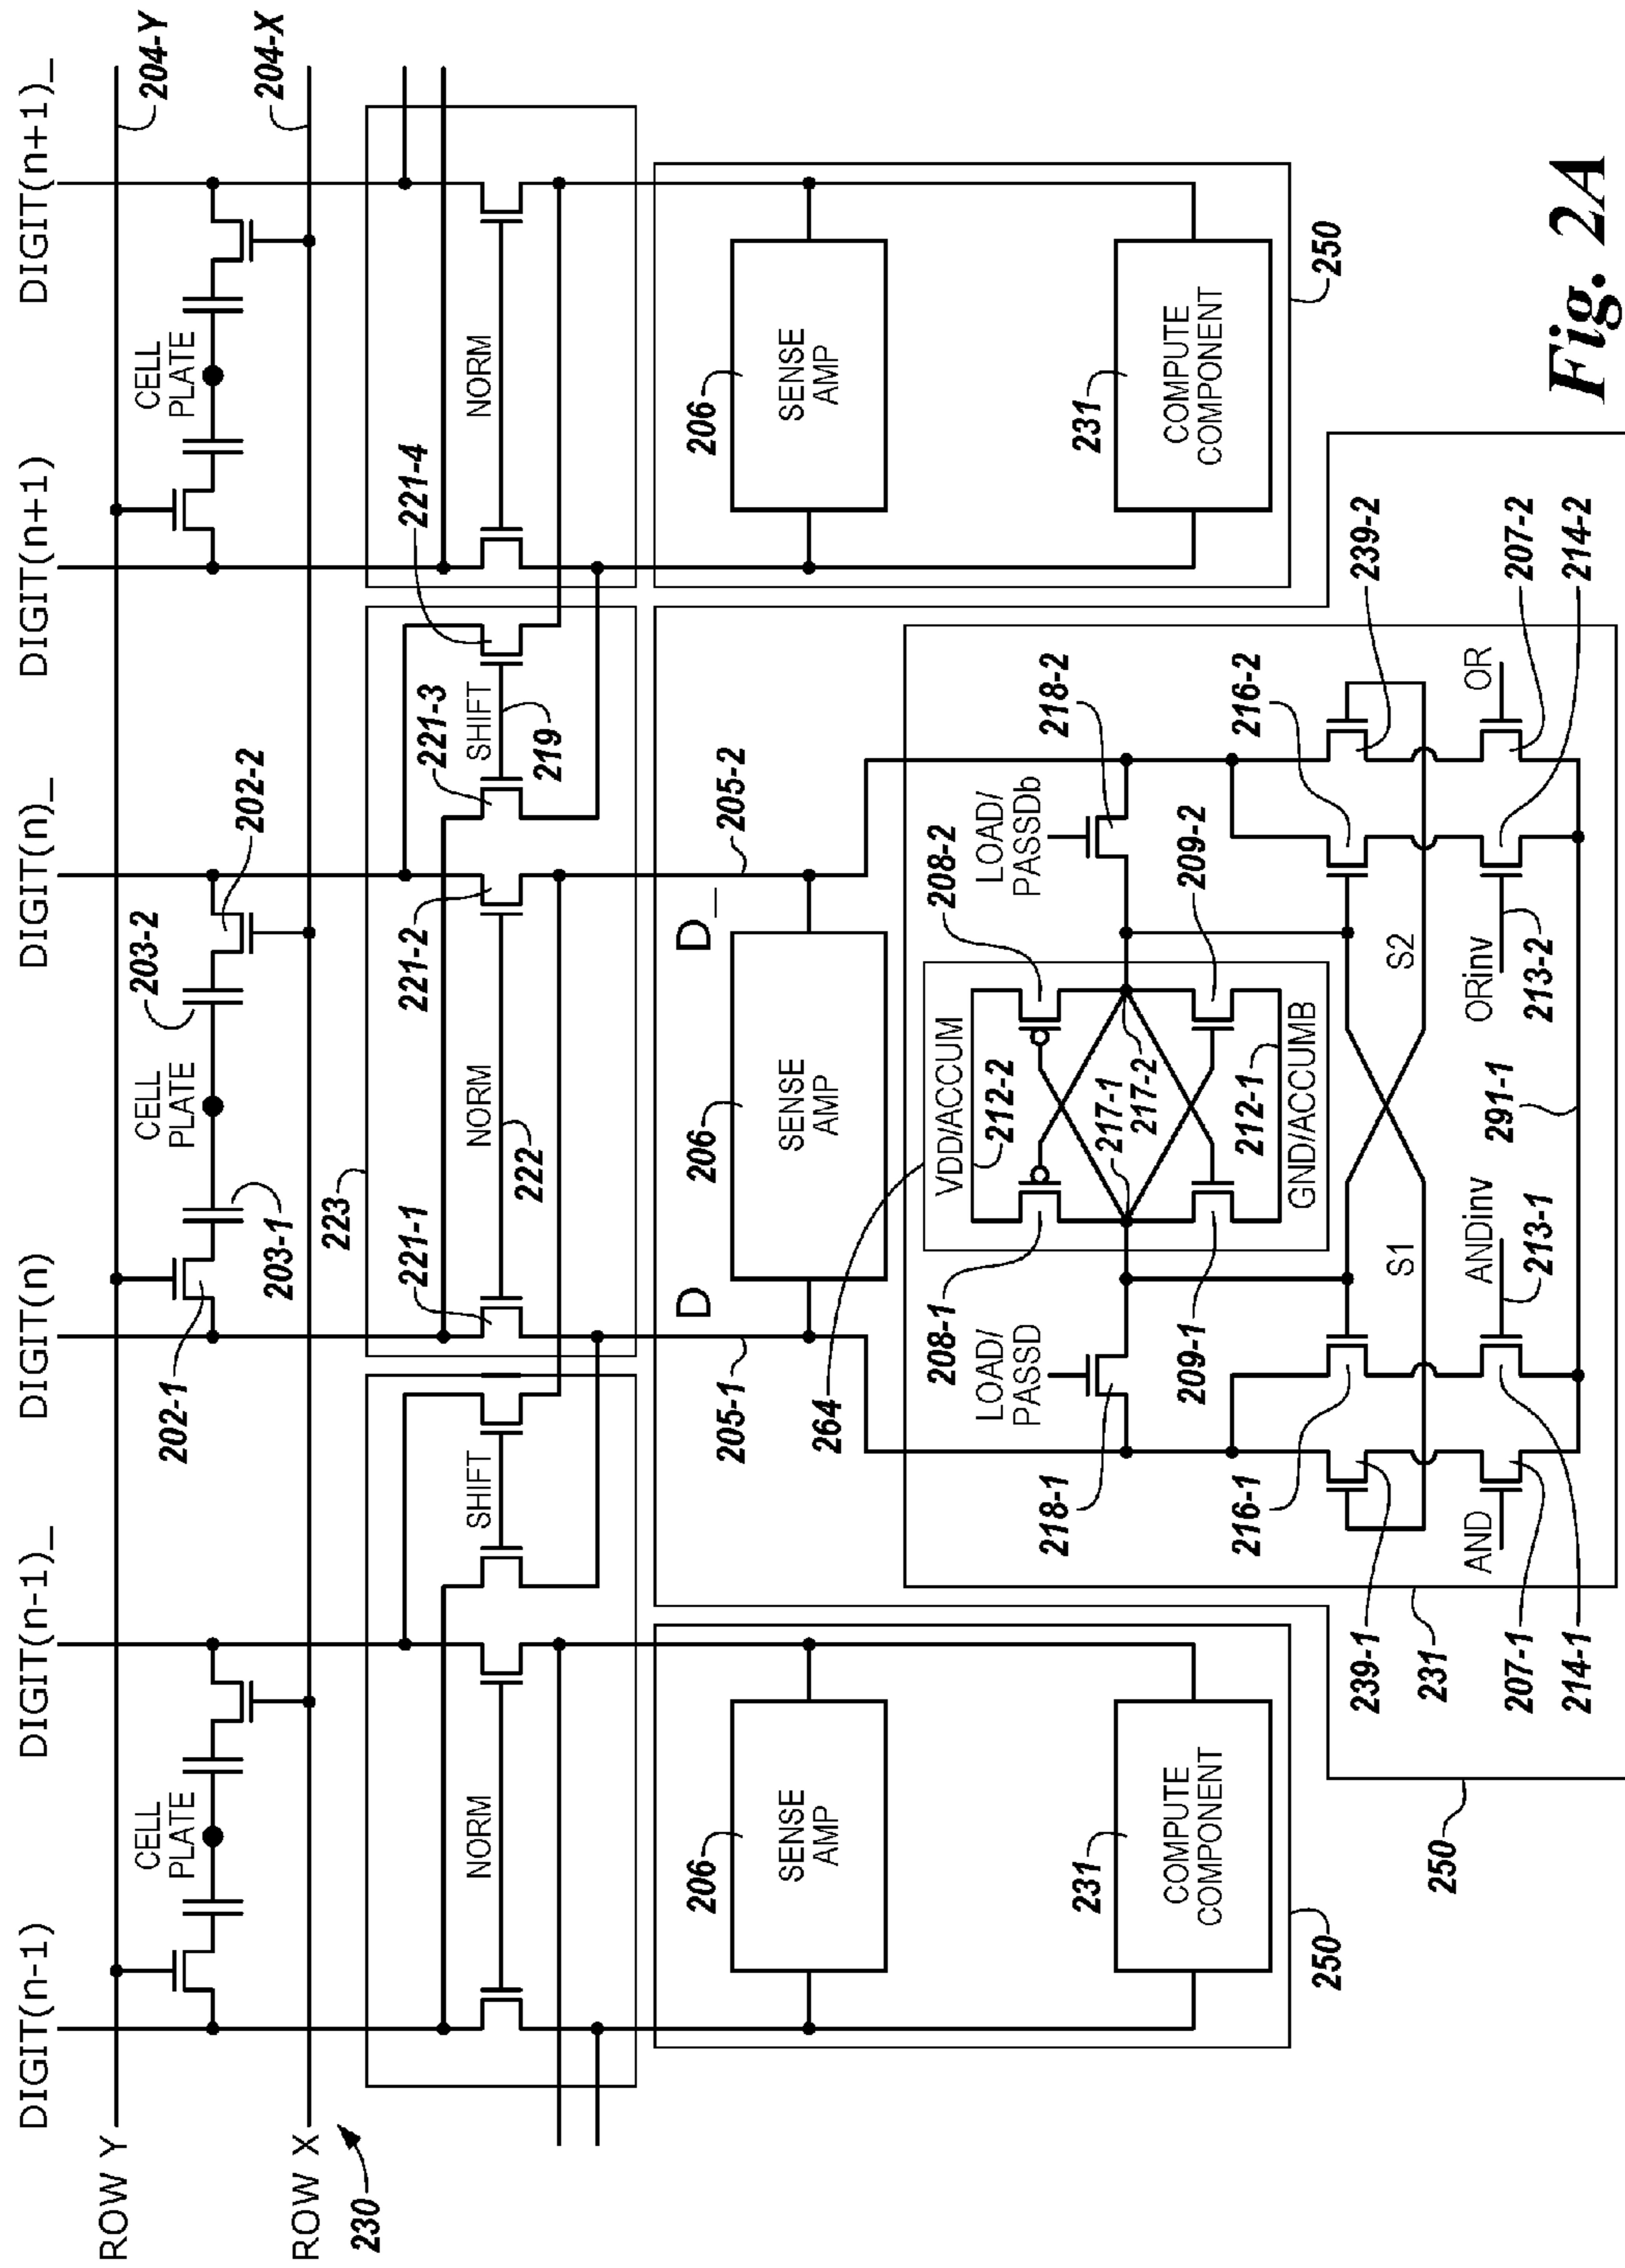 DIGIT(n-1)
DIGIT(n-1)_
DIGIT(n)
DIGIT(n)_
DIGIT(n+1)
DIGIT(n+1)_
ROW Y
204-Y
CELL
PLATE
CELL
PLATE
CELL
PLATE
202-1
203-1
203-2
202-2
ROW X
204-X
230
223
NORM
SHIFT
221-1
NORM
222
221-2
221-3
SHIFT
219
221-4
NORM
205-1
D
D_
205-2
206
SENSE
AMP
206
SENSE
AMP
206
SENSE
AMP
264
VDD/ACCUM
212-2
208-1
208-2
LOAD/
PASSD
LOAD/
PASSDb
218-1
218-2
217-1
217-2
209-1
209-2
212-1
GND/ACCUMB
231
COMPUTE
COMPONENT
231
COMPUTE
COMPONENT
250
250
216-1
216-2
239-1
239-2
S1
S2
231
AND
ANDinv
213-1
ORinv
213-2
OR
207-1
207-2
214-1
214-2
291-1
250
Fig. 2A